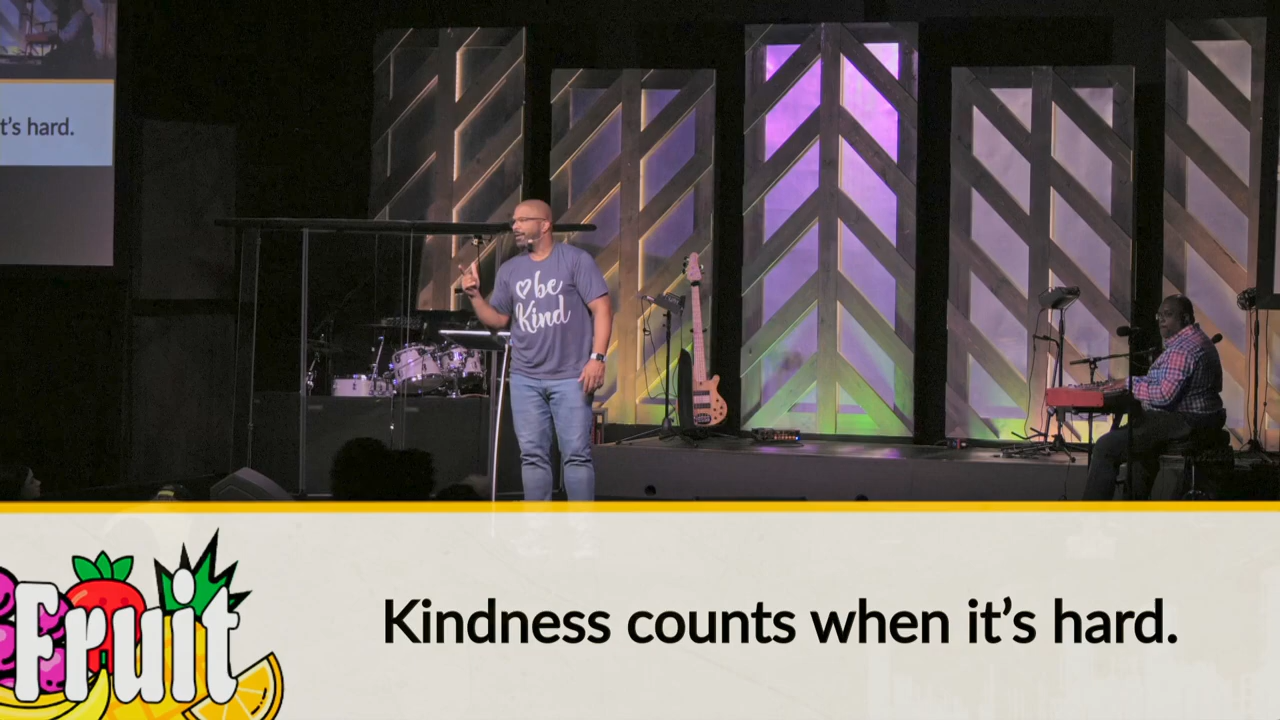 t's hard.
be
Kind
Fruit
Kindness counts when it's hard.